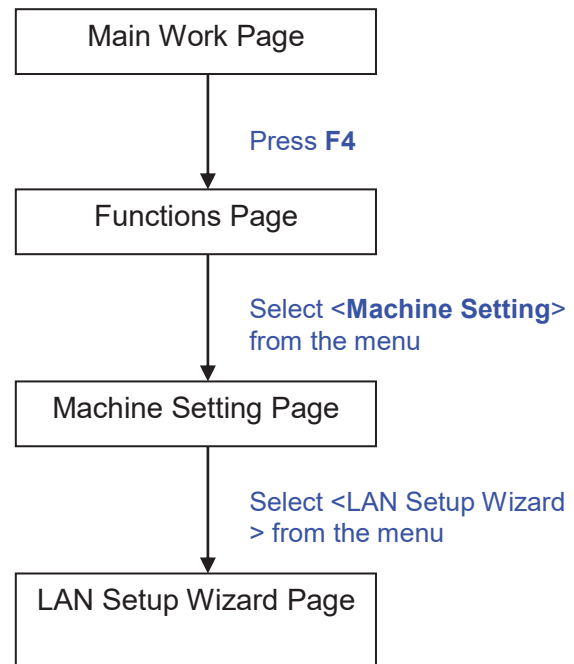 Main Work Page
Press F4
Functions Page
Select <Machine Setting>
from the menu
Machine Setting Page
Select <LAN Setup Wizard
> from the menu
LAN Setup Wizard Page